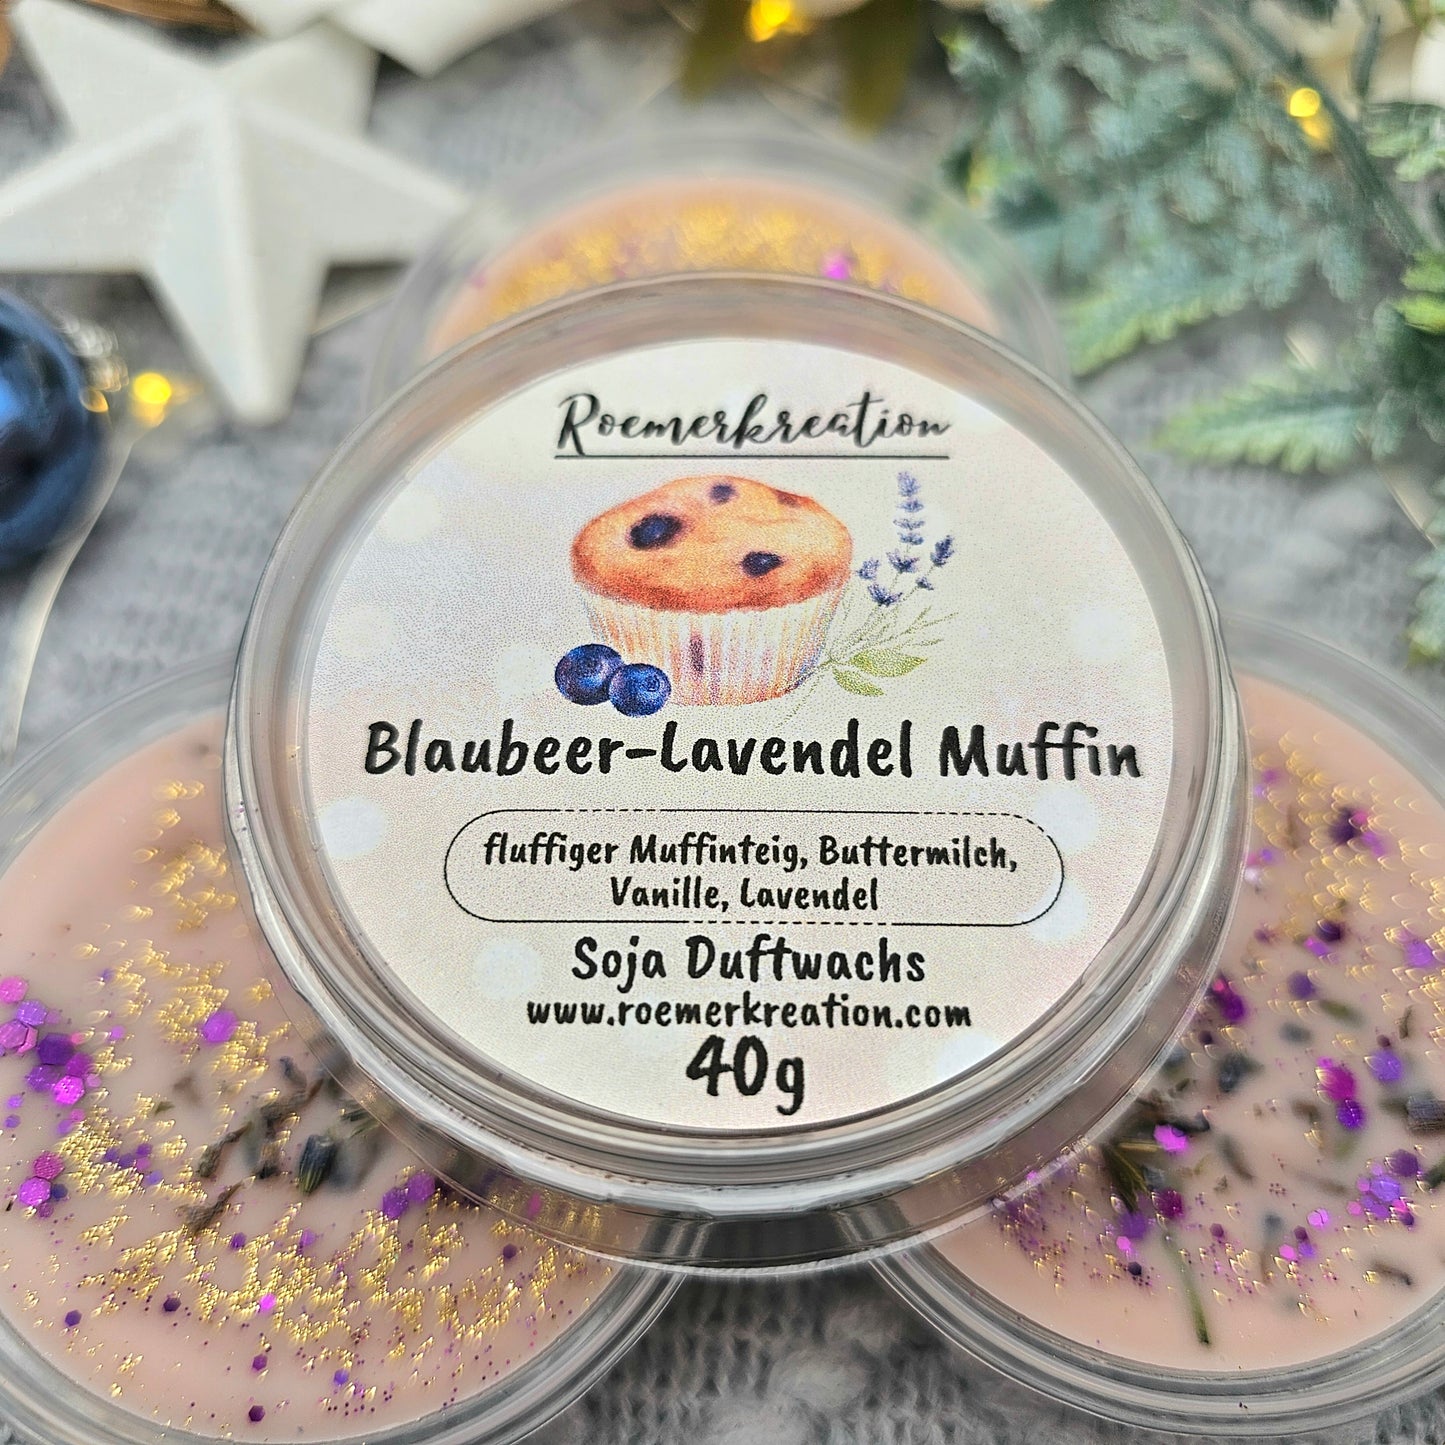 Roemerkreation
Blaubeer-Lavendel Muffin
fluffiger Muffinteig, Buttermilch,
Vanille, Lavendel
Soja Duftwachs
www.roemerkreation.com
40g